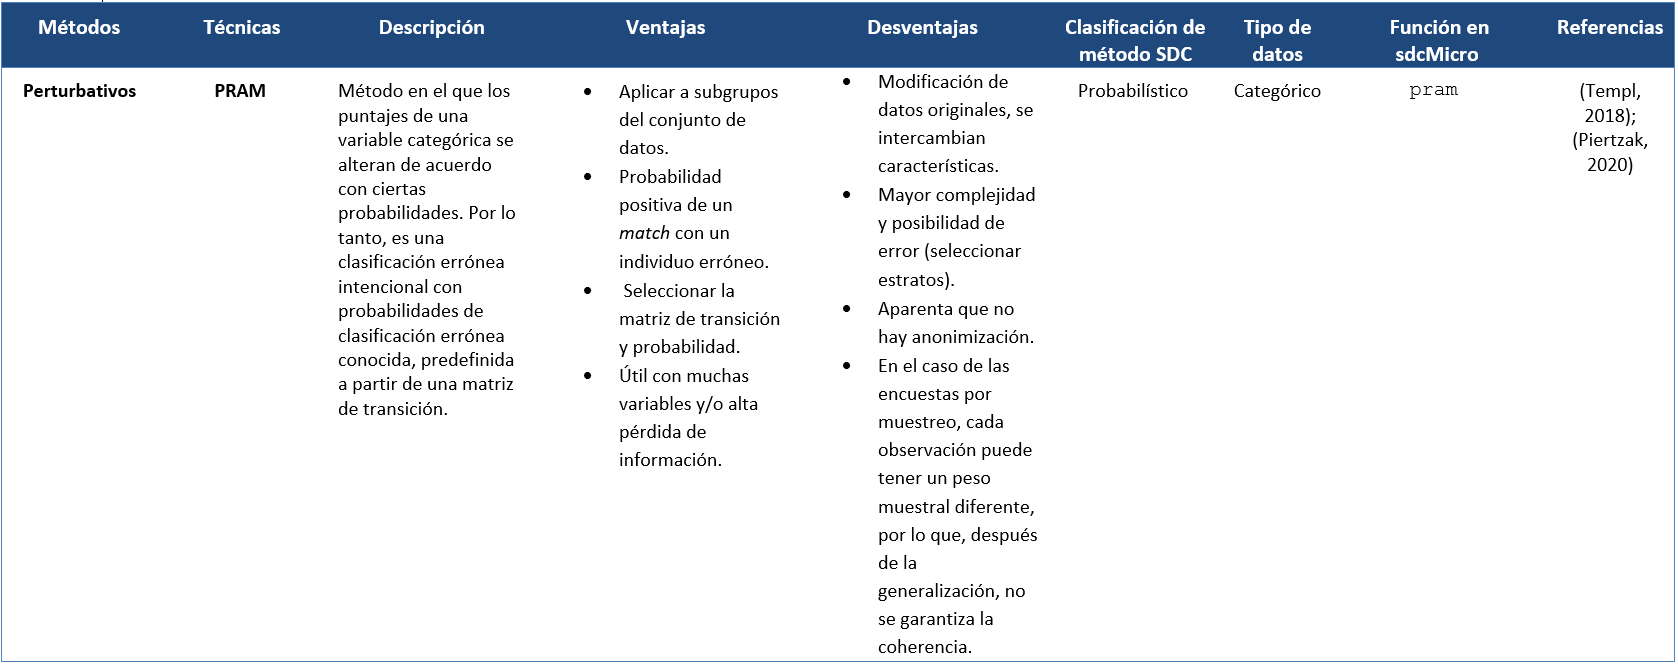 Métodos
Técnicas
Descripción
Ventajas
Desventajas
Clasificación de
método SDC
Tipo de
datos
Función en
sdcMicro
Referencias
Perturbativos
PRAM
Método en el que los
puntajes de una
variable categórica se
alteran de acuerdo
con ciertas
probabilidades. Por lo
tanto, es una
clasificación errónea
intencional con
probabilidades de
clasificación errónea
conocida, predefinida
a partir de una matriz
de transición.
• Aplicar a subgrupos
del conjunto de
datos.
• Probabilidad
positiva de un
match con un
individuo erróneo.
• Seleccionar la
matriz de transición
y probabilidad.
• Útil con muchas
variables y/o alta
pérdida de
información.
• Modificación de
datos originales, se
intercambian
características.
• Mayor complejidad
y posibilidad de
error (seleccionar
estratos).
• Aparenta que no
hay anonimización.
• En el caso de las
encuestas por
muestreo, cada
observación puede
tener un peso
muestral diferente,
por lo que, después
de la
generalización, no
se garantiza la
coherencia.
Probabilístico
Categórico
pram
(Templ,
2018);
(Piertzak,
2020)